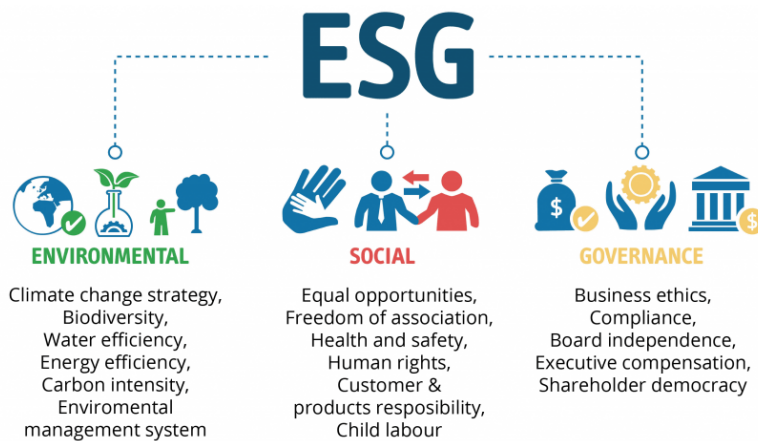 ESG
ENVIRONMENTAL
Climate change strategy,
Biodiversity,
Water efficiency,
Energy efficiency,
Carbon intensity,
Enviromental
management system
SOCIAL
Equal opportunities,
Freedom of association,
Health and safety,
Human rights,
Customer &
products resposibility,
Child labour
$
$
GOVERNANCE
Business ethics,
Compliance,
Board independence,
Executive compensation,
Shareholder democracy